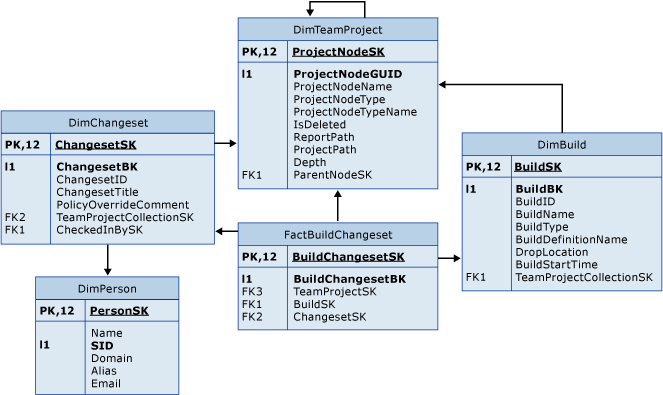 DimTeamProject
PK,12 ProjectNodeSK
I1 ProjectNodeGUID
ProjectNodeName
ProjectNodeType
ProjectNodeTypeName
IsDeleted
ReportPath
ProjectPath
Depth
FK1 ParentNodeSK
DimChangeset
PK,12 ChangesetSK
I1 ChangesetBK
ChangesetID
ChangesetTitle
PolicyOverrideComment
FK2 TeamProjectCollectionSK
FK1 CheckedInBySK
DimBuild
PK,12 BuildSK
I1 BuildBK
BuildID
BuildName
BuildType
BuildDefinitionName
DropLocation
BuildStartTime
FK1 TeamProjectCollectionSK
FactBuildChangeset
PK,12 BuildChangesetSK
I1 BuildChangesetBK
FK3 TeamProjectSK
FK1 BuildSK
FK2 ChangesetSK
DimPerson
PK,12 PersonSK
Name
I1 SID
Domain
Alias
Email